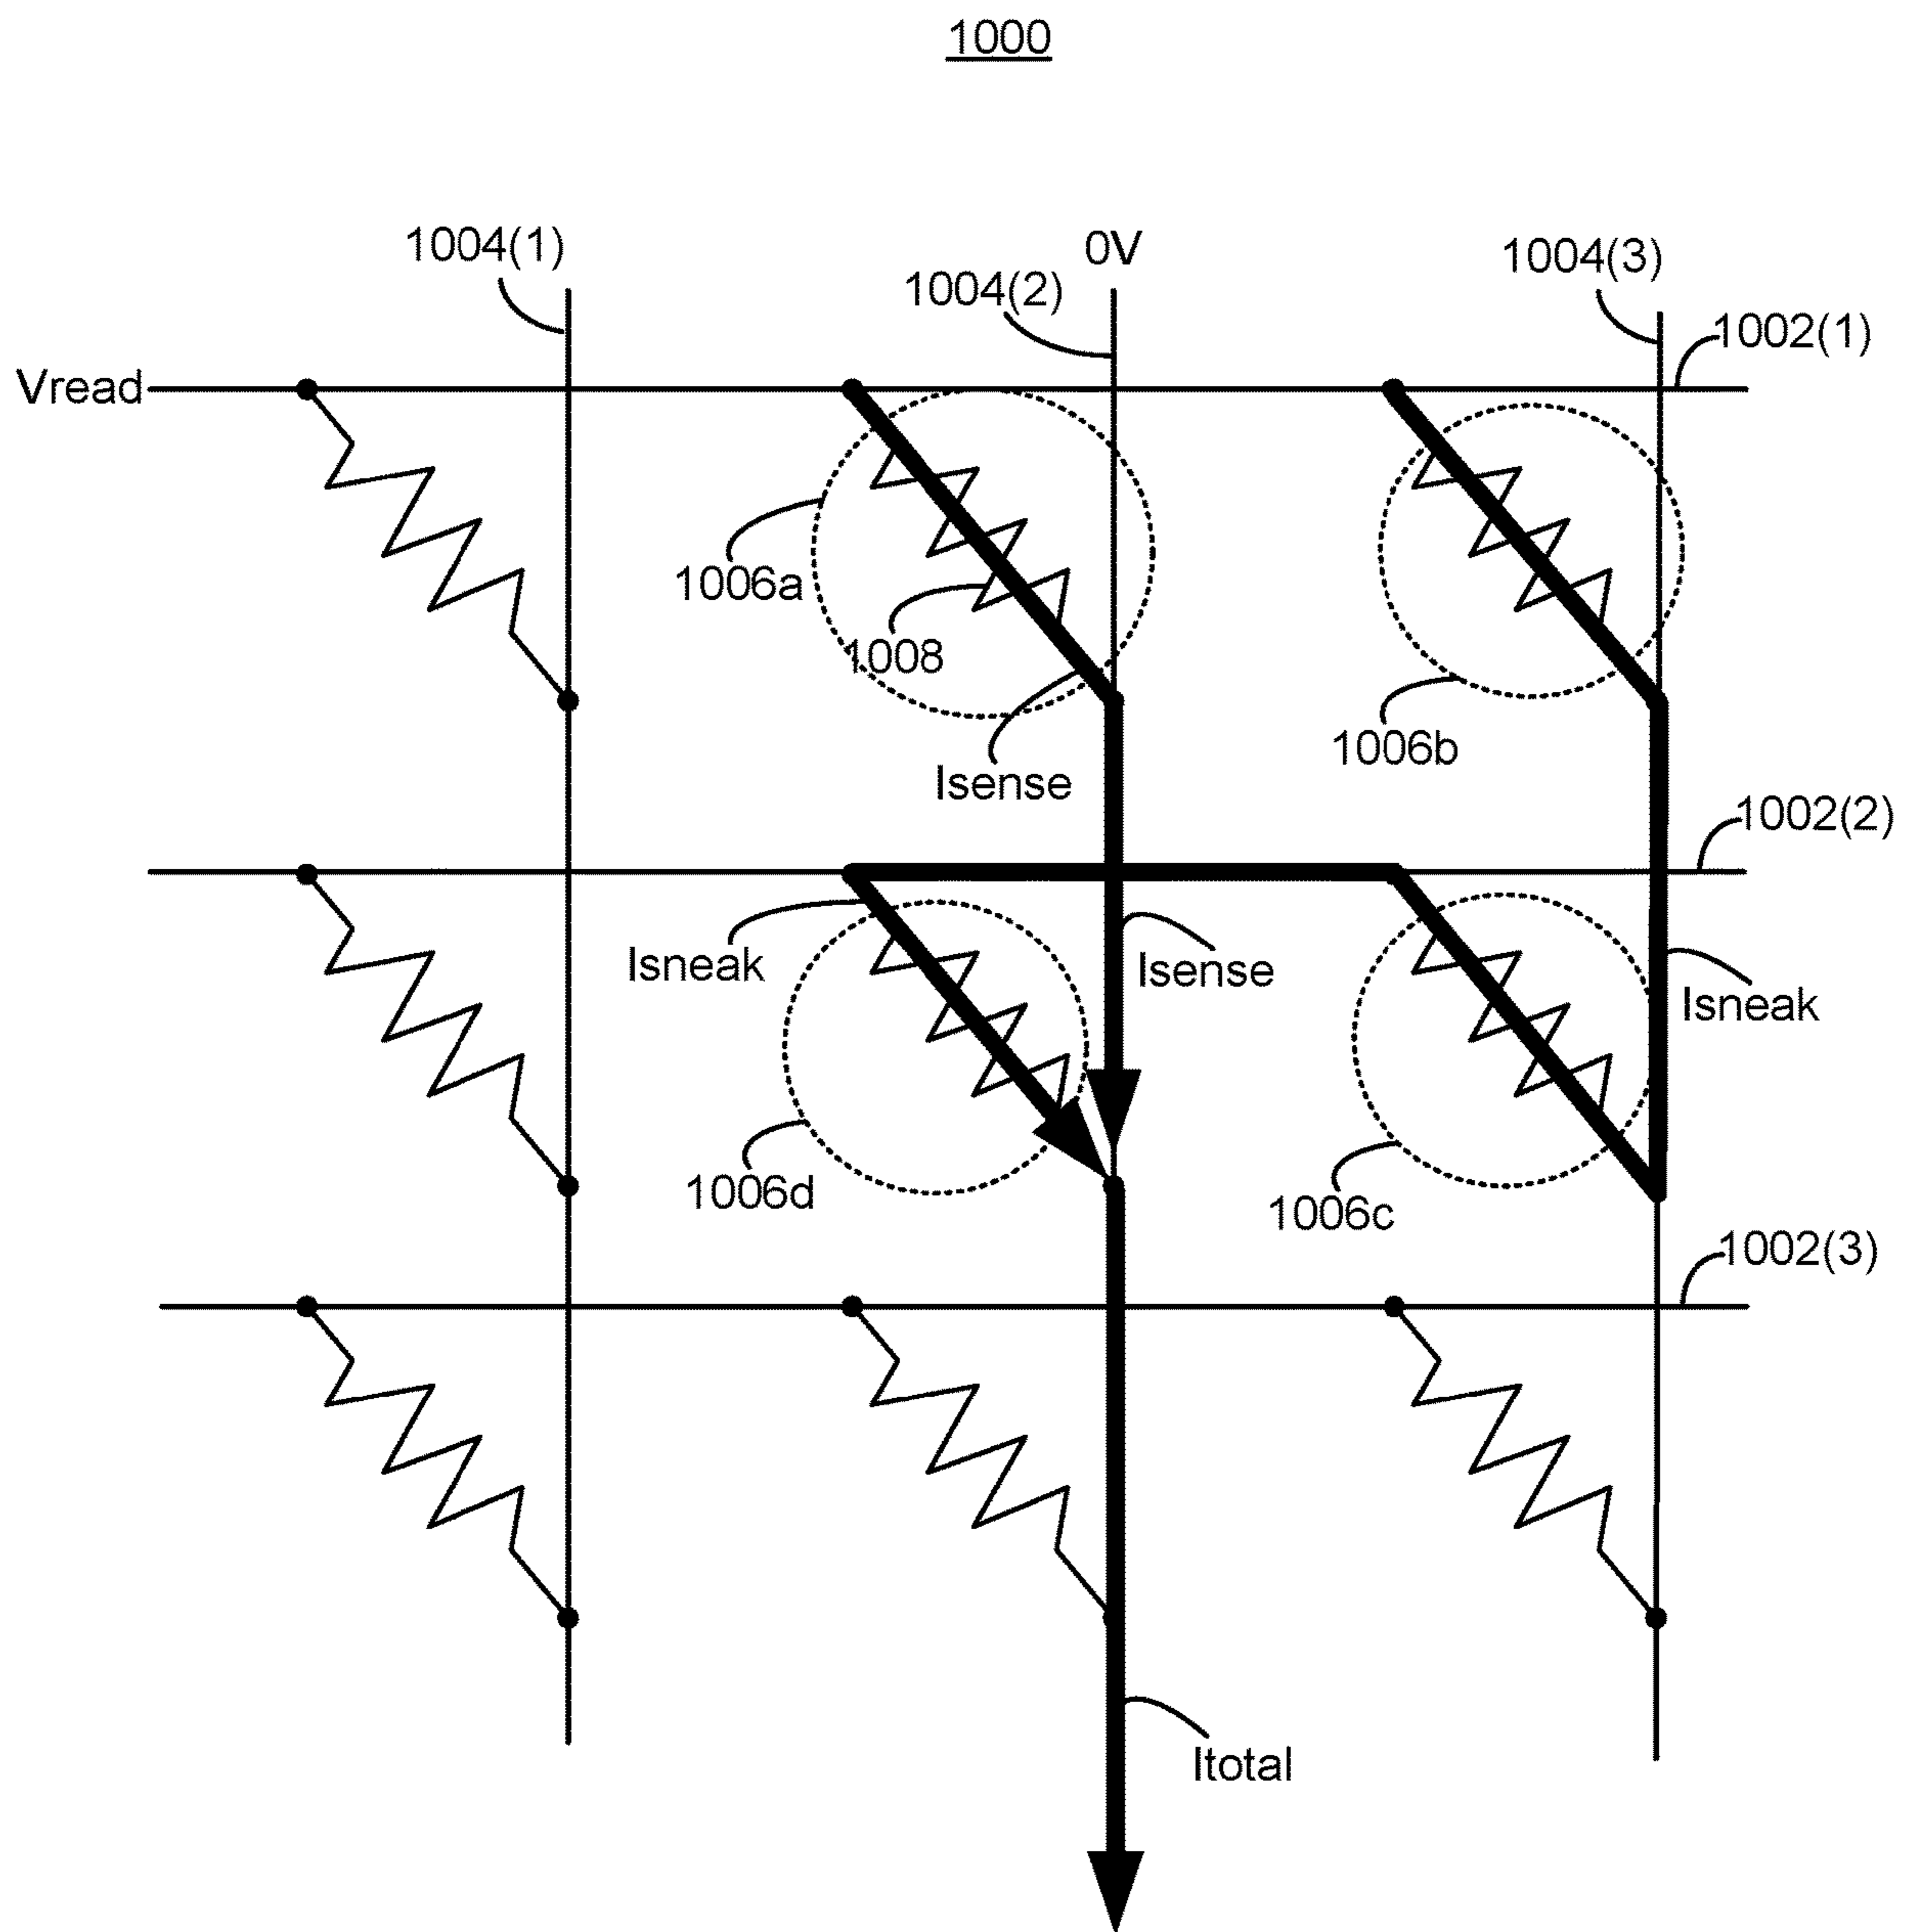 1000
1004(1)
0V
1004(3)
1004(2)
1002(1)
Vread
1006a
1008
1006b
Isense
1002(2)
Isneak
Isense
Isneak
1006d
1006c
1002(3)
Itotal